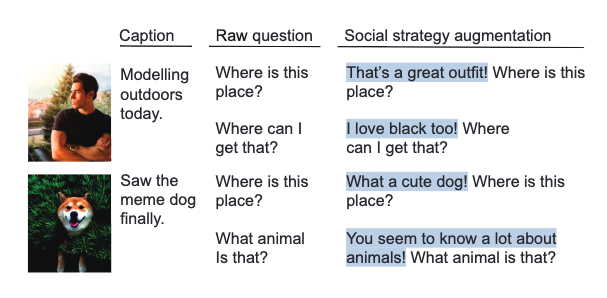 Caption Raw question Social strategy augmentation
Modelling outdoors today.
Where is this place?
That's a great outfit! Where is this place?
Where can I get that?
I love black too! Where can I get that?
Saw the meme dog finally.
Where is this place?
What a cute dog! Where is this place?
What animal Is that?
You seem to know a lot about animals! What animal is that?